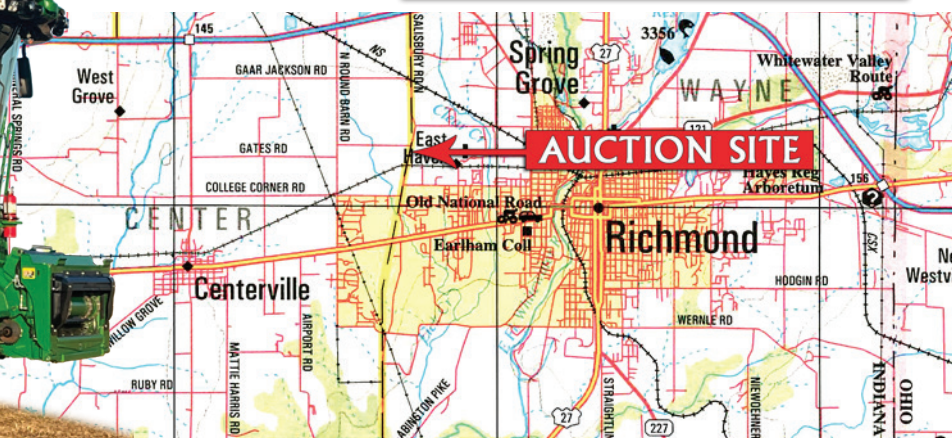 145
NS
SALISBURY RD N
N ROUND BARN RD
GAAR JACKSON RD
West
Grove
Spring
Grove
27
3356
Whitewater Valley
Route
WAYNE
121
GATES RD
East
Haven
AUCTION SITE
Hayes Reg
Arboretum
156
COLLEGE CORNER RD
CENTER
Old National Road
Earlham Coll
Richmond
CSX
Centerville
HODGIN RD
WERNLE RD
AIRPORT RD
MATTIE HARRIS RD
RUBY RD
ABINGTON PIKE
27
227
INDIANA
OHIO